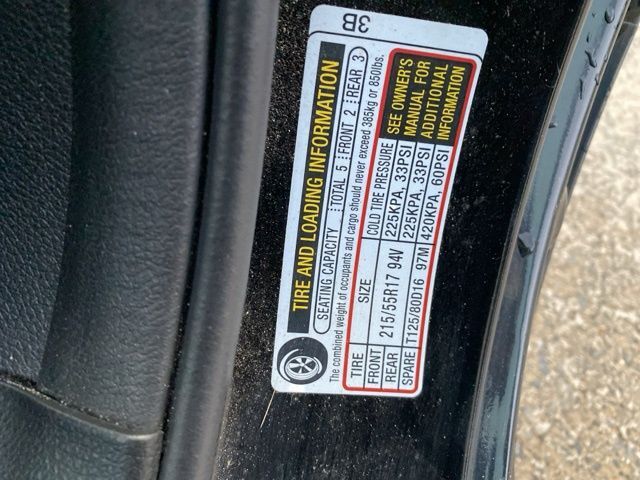 3B
TIRE AND LOADING INFORMATION
SEATING CAPACITY TOTAL 5 FRONT 2 REAR 3
The combined weight of occupants and cargo should never exceed 385kg or 850lbs.
TIRE SIZE COLD TIRE PRESSURE
FRONT 215/55R17 94V 225KPA, 33PSI
REAR 225KPA, 33PSI
SPARE T125/80D16 97M 420KPA, 60PSI
SEE OWNER'S
MANUAL FOR
ADDITIONAL
INFORMATION